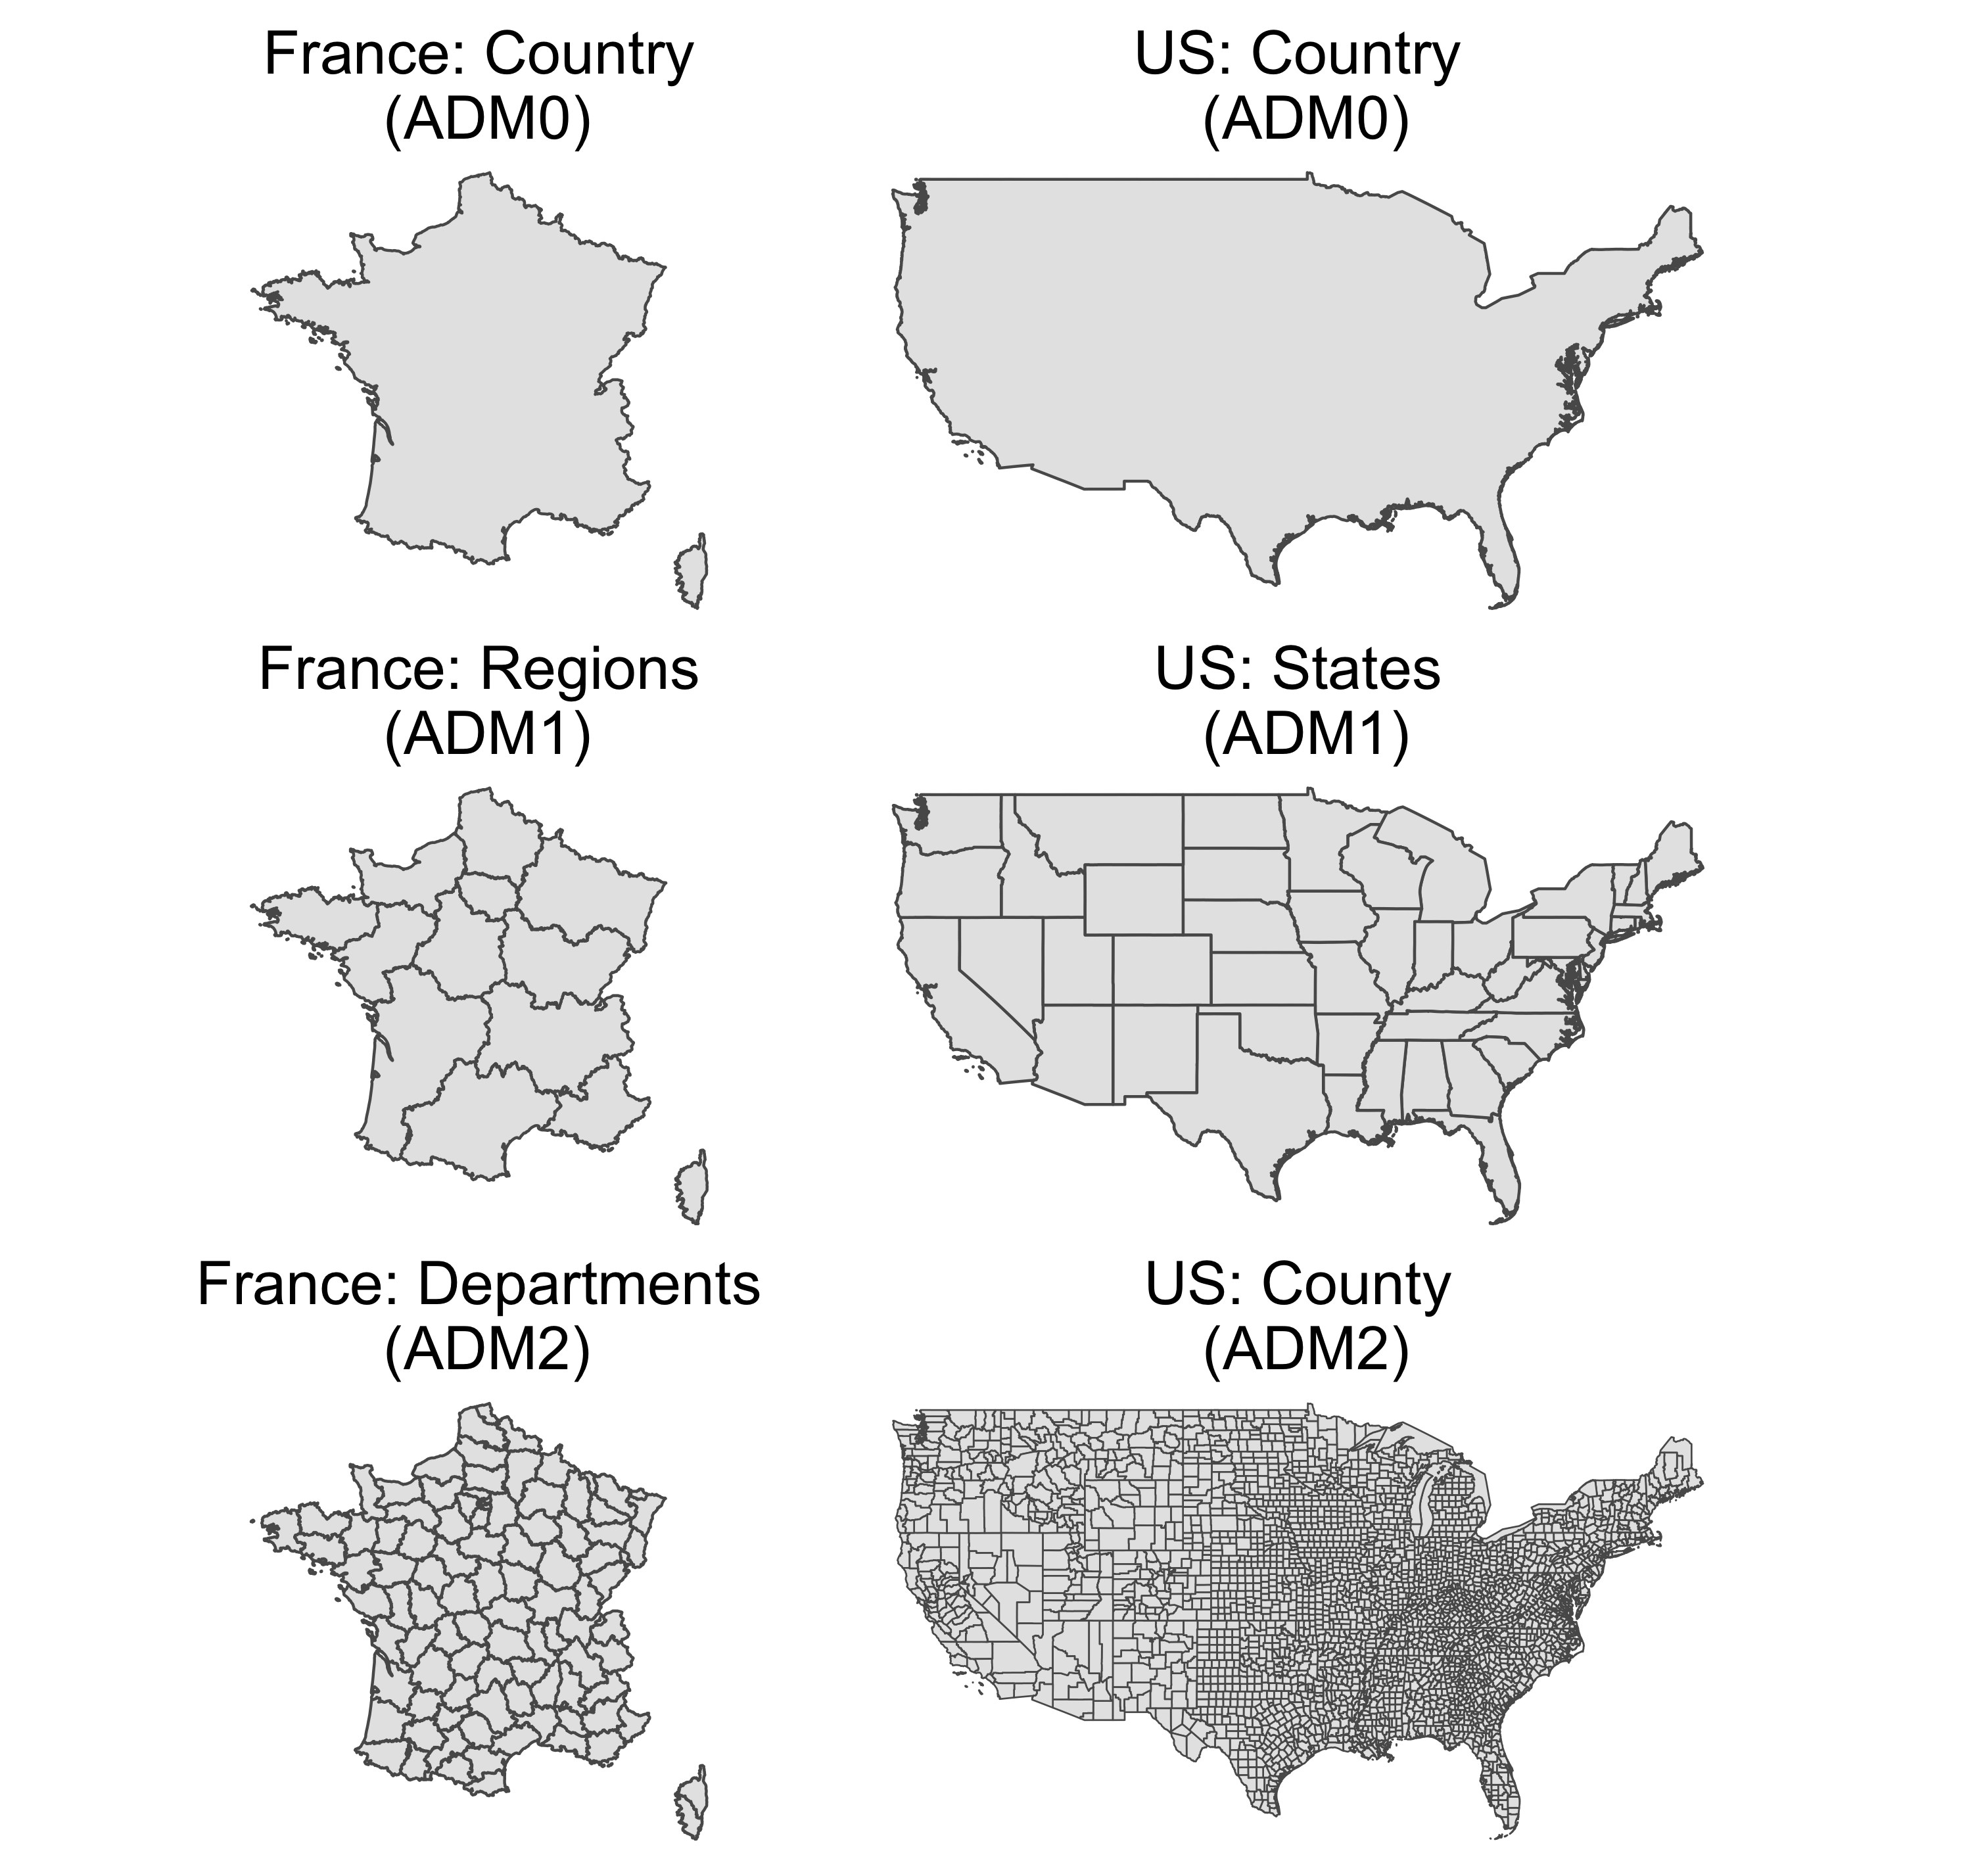 France: Country
(ADM0)
US: Country
(ADM0)
France: Regions
(ADM1)
US: States
(ADM1)
France: Departments
(ADM2)
US: County
(ADM2)